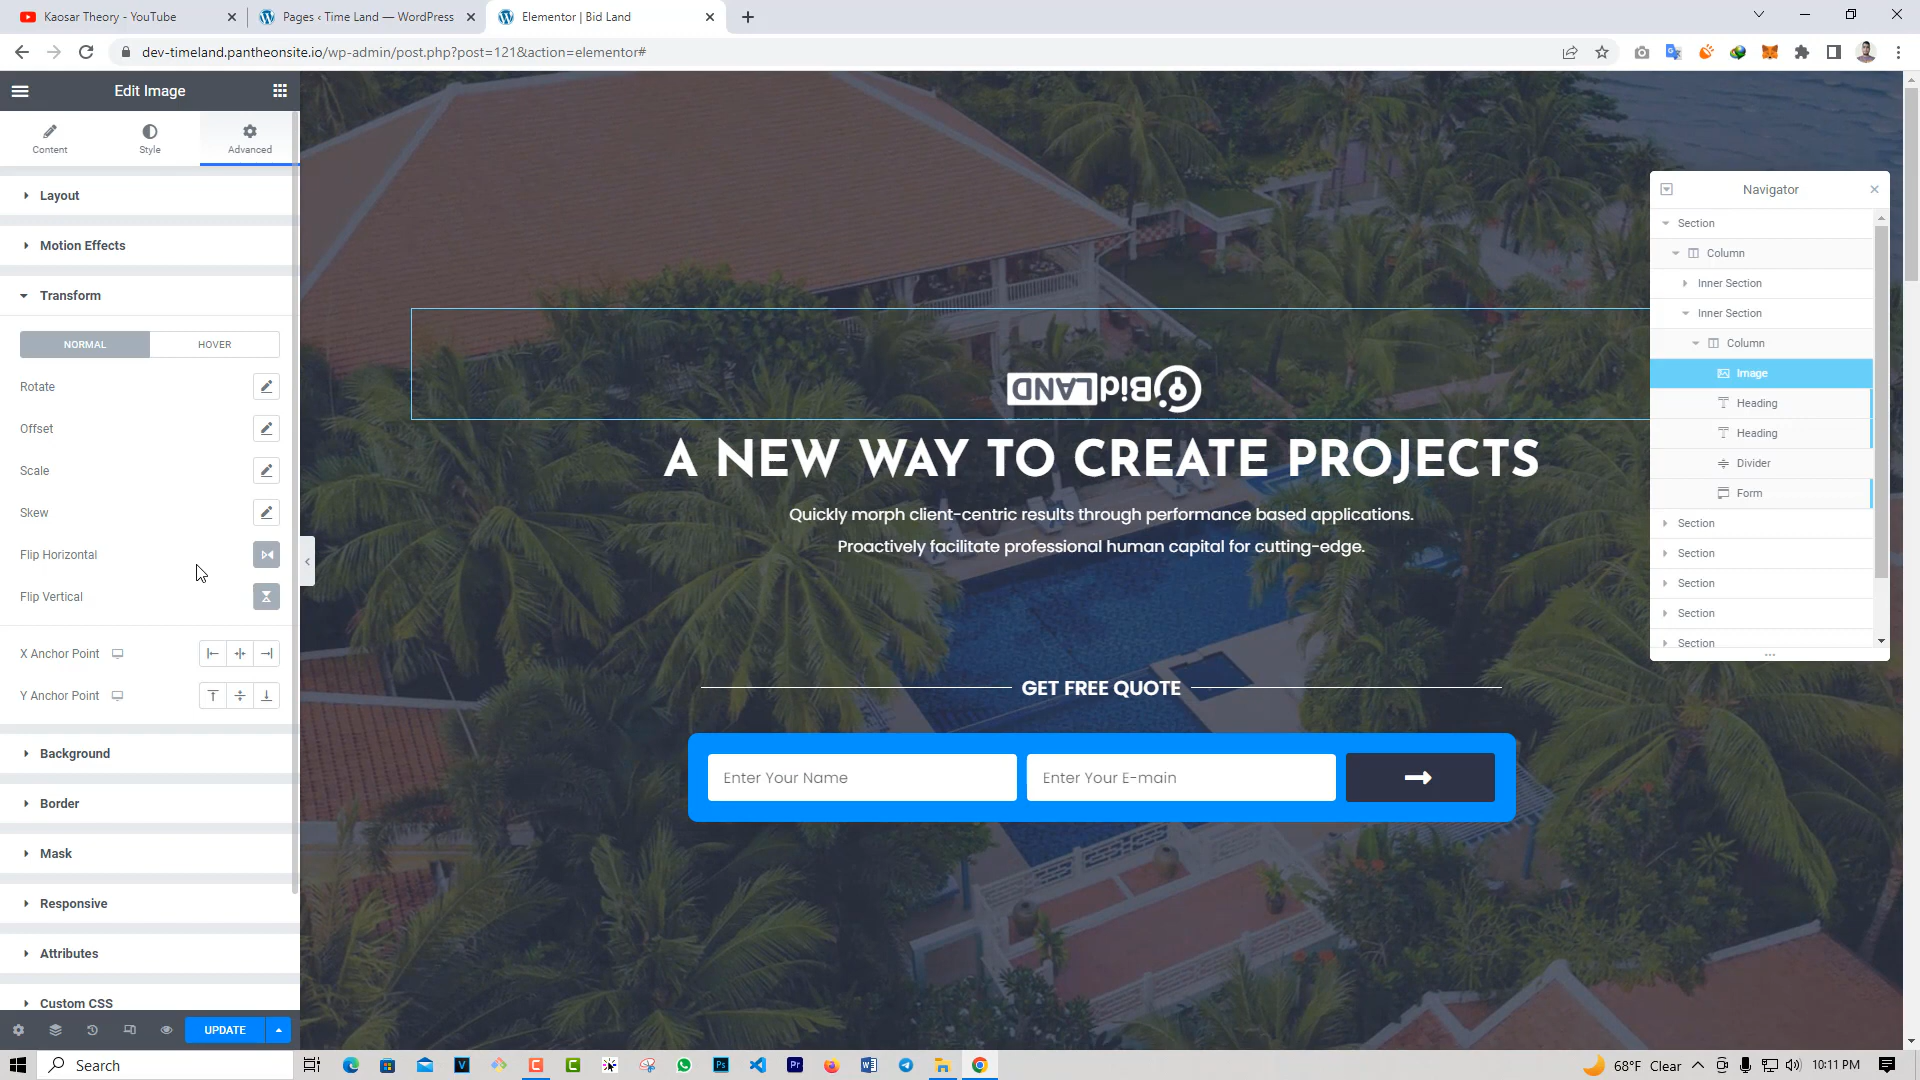 Kaosar Theory - YouTube
Pages ‹ Time Land — WordPress
Elementor | Bid Land
dev-timeland.pantheonsite.io/wp-admin/post.php?post=121&action=elementor#
Edit Image
Content
Style
Advanced
Layout
Motion Effects
Transform
NORMAL
HOVER
Rotate
Offset
Scale
Skew
Flip Horizontal
Flip Vertical
X Anchor Point
Y Anchor Point
Background
Border
Mask
Responsive
Attributes
Custom CSS
UPDATE
BidLAND
A NEW WAY TO CREATE PROJECTS
Quickly morph client-centric results through performance based applications.
Proactively facilitate professional human capital for cutting-edge.
GET FREE QUOTE
Enter Your Name
Enter Your E-main
Navigator
Section
Column
Inner Section
Inner Section
Column
Image
Heading
Heading
Divider
Form
Section
Section
Section
Section
Section
Search
68°F Clear
10:11 PM